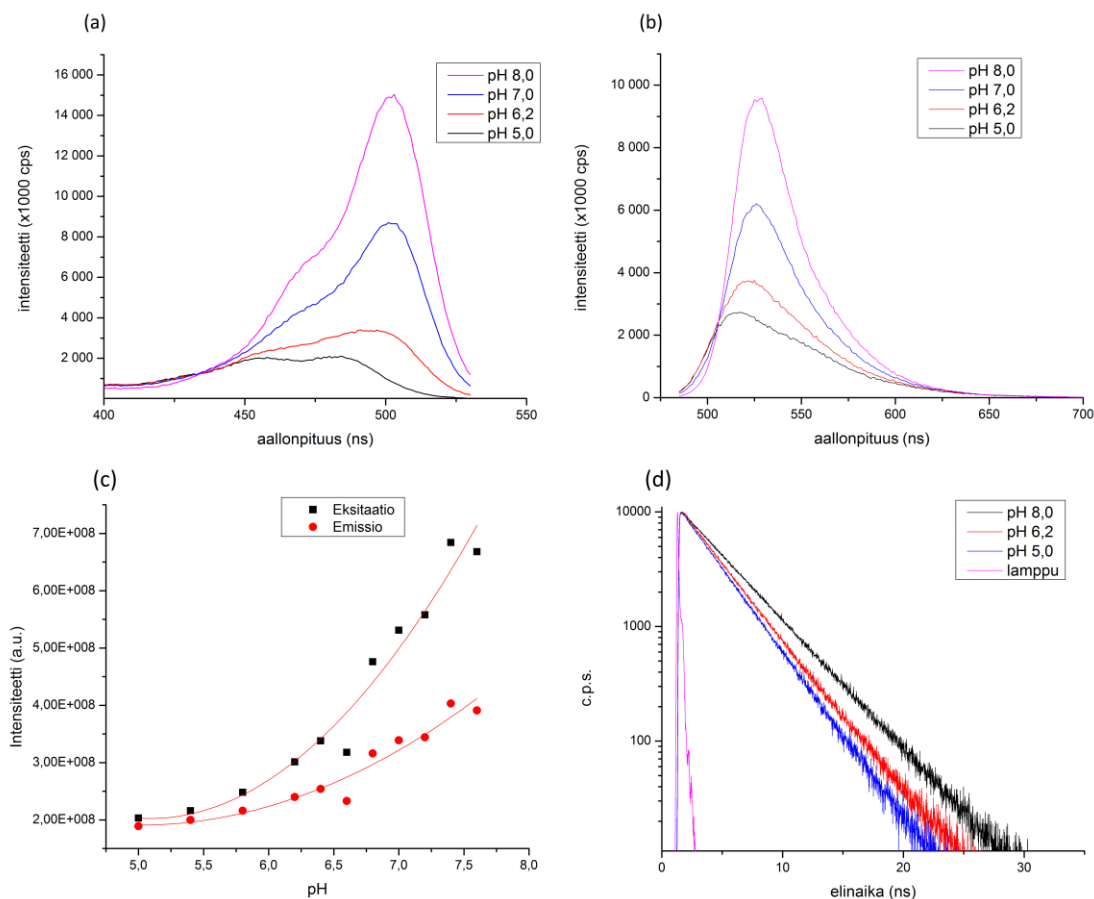 (a)
pH 8,0
pH 7,0
pH 6,2
pH 5,0
16 000
14 000
12 000
10 000
8 000
6 000
4 000
2 000
intensiteetti (x1000 cps)
400
450
500
550
aallonpituus (ns)
(b)
pH 8,0
pH 7,0
pH 6,2
pH 5,0
10 000
8 000
6 000
4 000
2 000
0
intensiteetti (x1000 cps)
500
550
600
650
700
aallonpituus (ns)
(c)
Eksitaatio
Emissio
7,00E+008
6,00E+008
5,00E+008
4,00E+008
3,00E+008
2,00E+008
Intensiteetti (a.u.)
5,0
5,5
6,0
6,5
7,0
7,5
8,0
pH
(d)
pH 8,0
pH 6,2
pH 5,0
lamppu
10000
1000
100
c.p.s.
0
10
20
30
elinaika (ns)